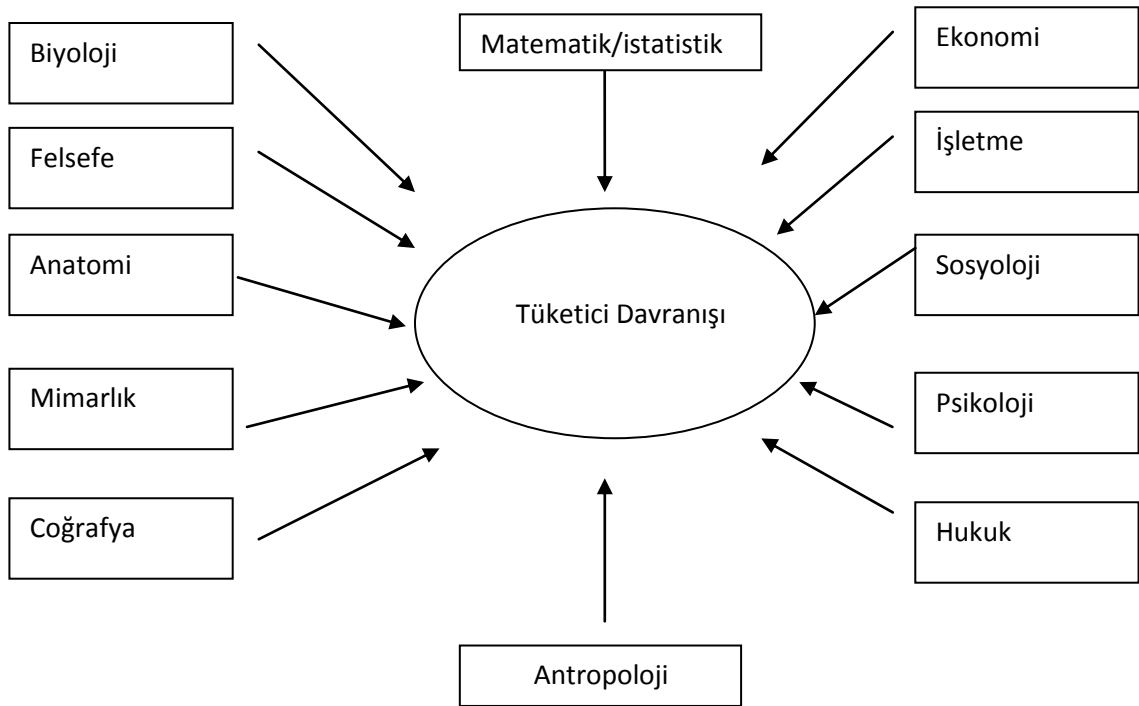 Biyoloji
Matematik/istatistik
Ekonomi
Felsefe
İşletme
Anatomi
Sosyoloji
Tüketici Davranışı
Mimarlık
Psikoloji
Coğrafya
Hukuk
Antropoloji